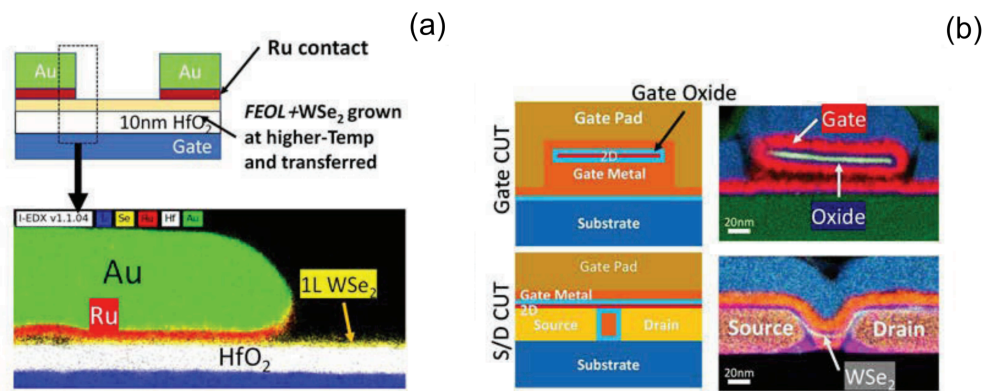 (a)
Ru contact
Au
Au
FEOL+WSe₂ grown
at higher-Temp
and transferred
10nm HfO₂
Gate
I-EDX v1.1.04
Se
Ru
Hf
Au
Au
1L WSe₂
Ru
HfO₂
(b)
Gate Oxide
Gate CUT
Gate Pad
2D
Gate Metal
Substrate
Gate
Oxide
20nm
S/D CUT
Gate Pad
Gate Metal
2D
Source
Drain
Substrate
Source
Drain
WSe₂
20nm